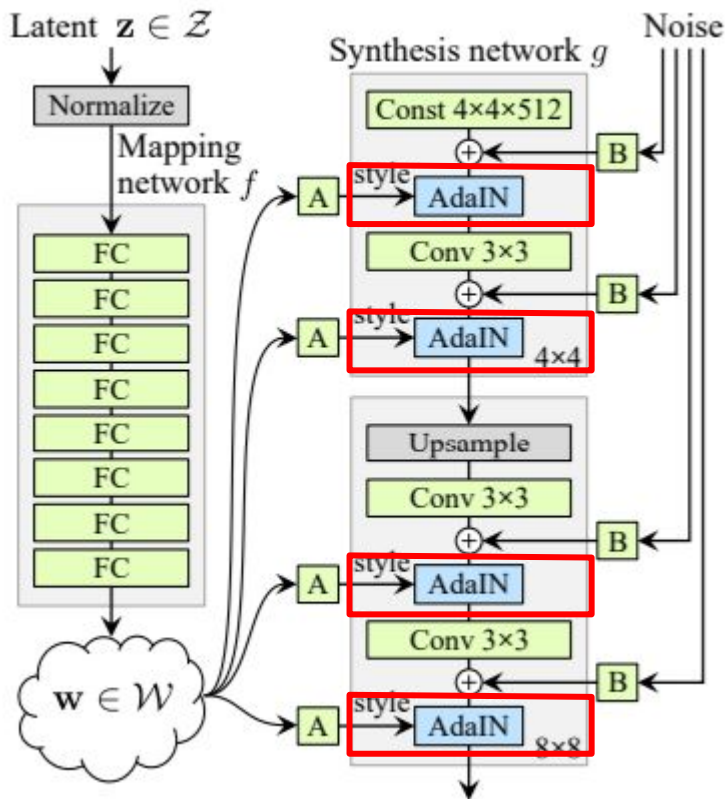 Latent z ∈ 𝒵
Normalize
Mapping
network f
FC
FC
FC
FC
FC
FC
FC
FC
w ∈ 𝒲
A
A
A
A
Synthesis network g
Const 4×4×512
style
AdaIN
Conv 3×3
style
AdaIN
4×4
Upsample
Conv 3×3
style
AdaIN
Conv 3×3
style
AdaIN
8×8
Noise
B
B
B
B